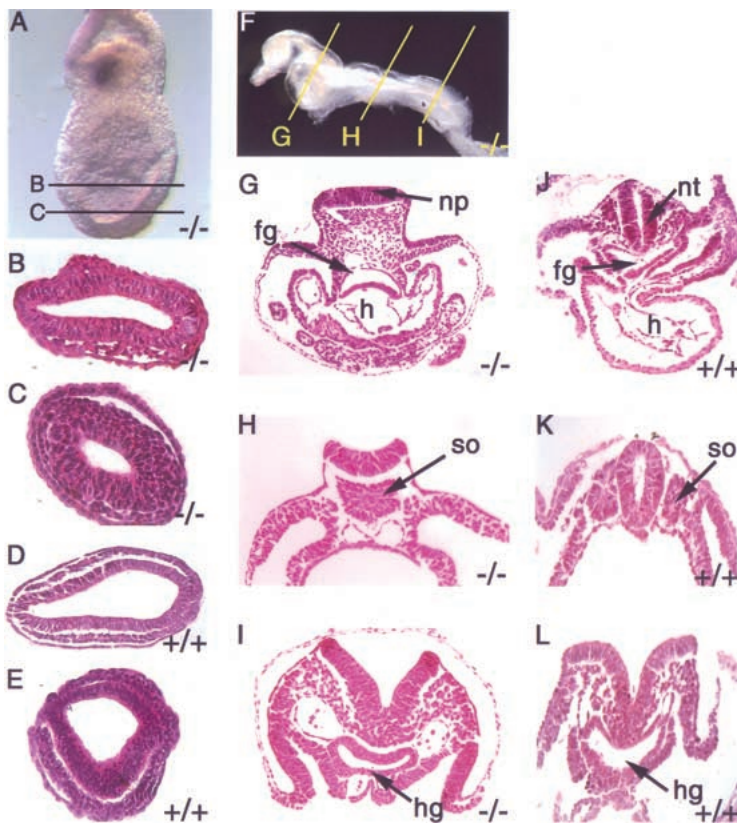 A
B
C
-/-
B
-/-
C
-/-
D
+/+
E
+/+
F
G H I
-/-
G
np
fg
h
-/-
J
nt
fg
h
+/+
H
so
-/-
K
so
+/+
I
hg
-/-
L
hg
+/+